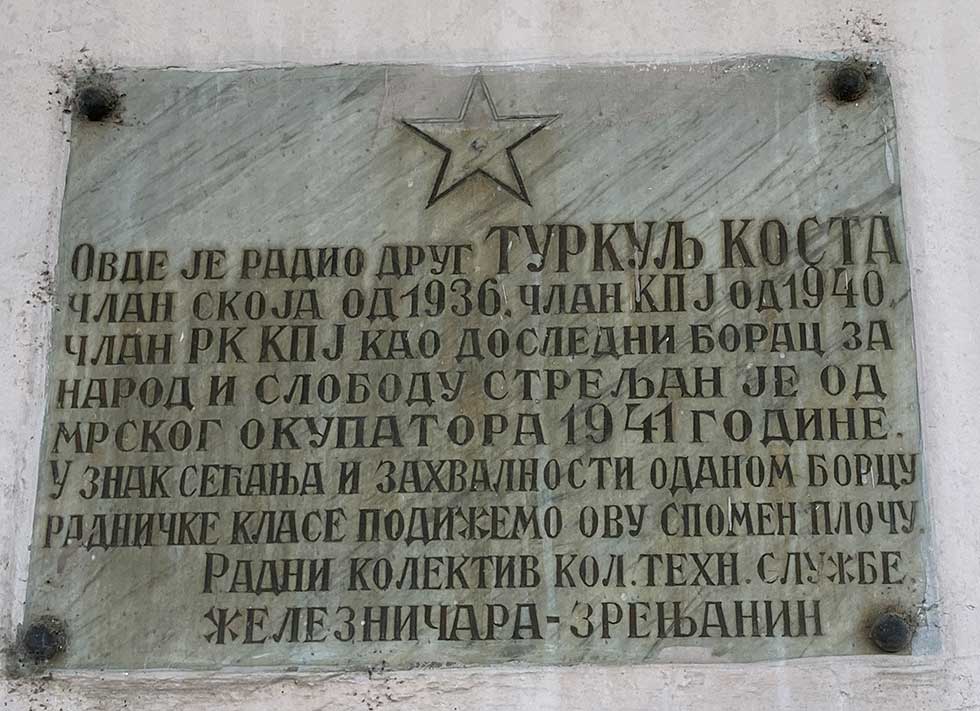 Овде је радио друг Туркуљ Коста
члан СКОЈА од 1936. члан КПЈ од 1940.
члан РК КПЈ као доследни борац за
народ и слободу стрељан је од
мрског окупатора 1941 године.
У знак сећања и захвалности оданом борцу
радничке класе подижемо ову спомен плочу.
Радни колектив кол. техн. службе.
железничара-Зрењанин